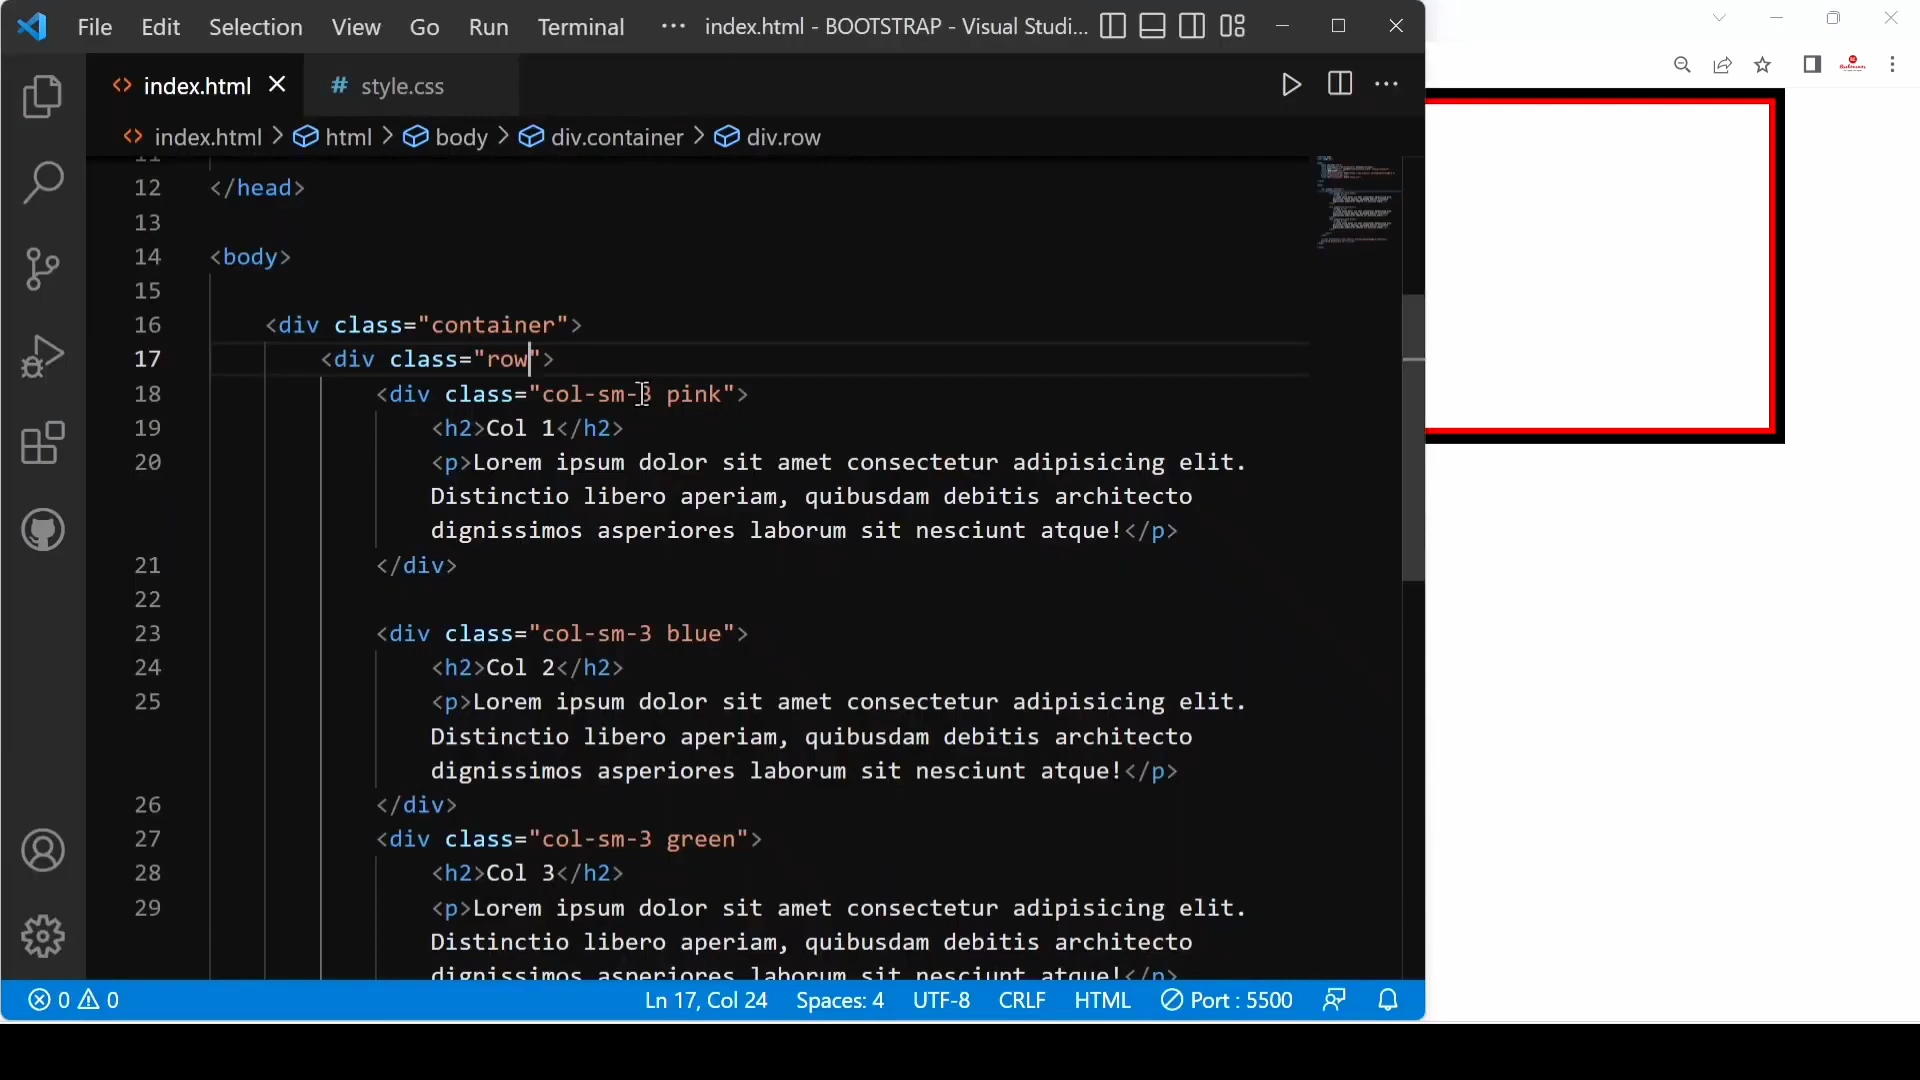 File Edit Selection View Go Run Terminal ··· index.html - BOOTSTRAP - Visual Studi...
index.html # style.css
index.html > html > body > div.container > div.row
11
12 </head>
13
14 <body>
15
16 <div class="container">
17 <div class="row">
18 <div class="col-sm-3 pink">
19 <h2>Col 1</h2>
20 <p>Lorem ipsum dolor sit amet consectetur adipisicing elit.
Distinctio libero aperiam, quibusdam debitis architecto
dignissimos asperiores laborum sit nesciunt atque!</p>
21 </div>
22
23 <div class="col-sm-3 blue">
24 <h2>Col 2</h2>
25 <p>Lorem ipsum dolor sit amet consectetur adipisicing elit.
Distinctio libero aperiam, quibusdam debitis architecto
dignissimos asperiores laborum sit nesciunt atque!</p>
26 </div>
27 <div class="col-sm-3 green">
28 <h2>Col 3</h2>
29 <p>Lorem ipsum dolor sit amet consectetur adipisicing elit.
Distinctio libero aperiam, quibusdam debitis architecto
dignissimos asperiores laborum sit nesciunt atque!</p>
0 0 Ln 17, Col 24 Spaces: 4 UTF-8 CRLF HTML Port : 5500